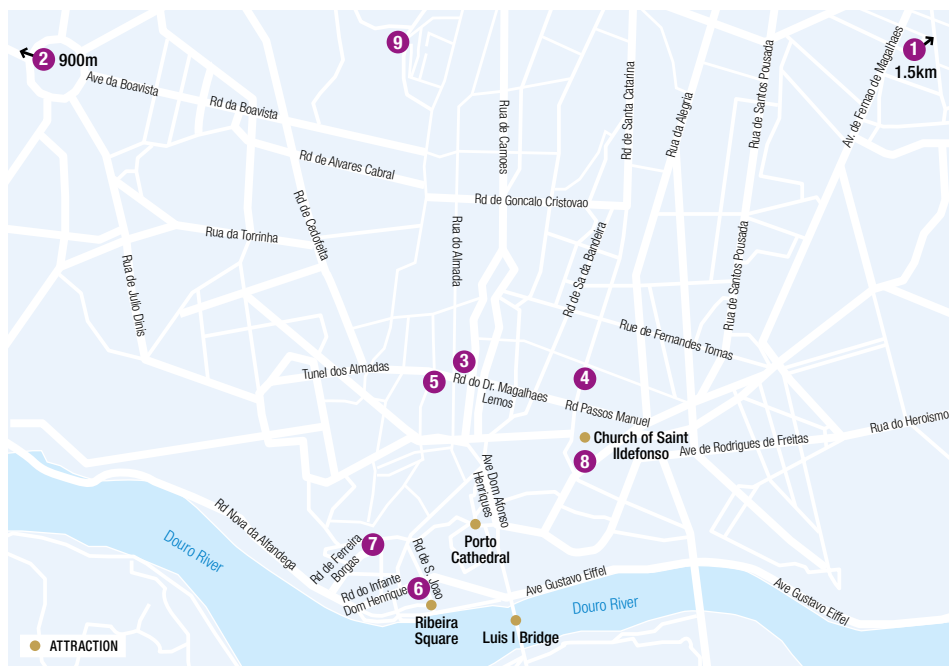 9
2 900m
1
1.5km
Ave da Boavista
Rd da Boavista
Rua de Camoes
Rd de Santa Catarina
Rua da Alegria
Rua de Santos Pousada
Av. de Fernao de Magalhaes
Rd de Alvares Cabral
Rd de Goncalo Cristovao
Rd de Cedofeita
Rua da Torrinha
Rua do Almada
Rd de Sa da Bandeira
Rua de Santos Pousada
Rua de Julio Dinis
Rue de Fernandes Tomas
3
Tunel dos Almadas
5
Rd do Dr. Magalhaes
Lemos
4
Rd Passos Manuel
Rua do Heroismo
Church of Saint
Ildefonso
Ave de Rodrigues de Freitas
8
Ave Dom Afonso
Henriques
Rd Nova da Alfandega
Douro River
Porto
Cathedral
7
Rd de Ferreira
Borgas
Rd de S. Joao
6
Rd do Infante
Dom Henrique
Ave Gustavo Eiffel
Douro River
Ave Gustavo Eiffel
Ribeira
Square
Luis I Bridge
ATTRACTION